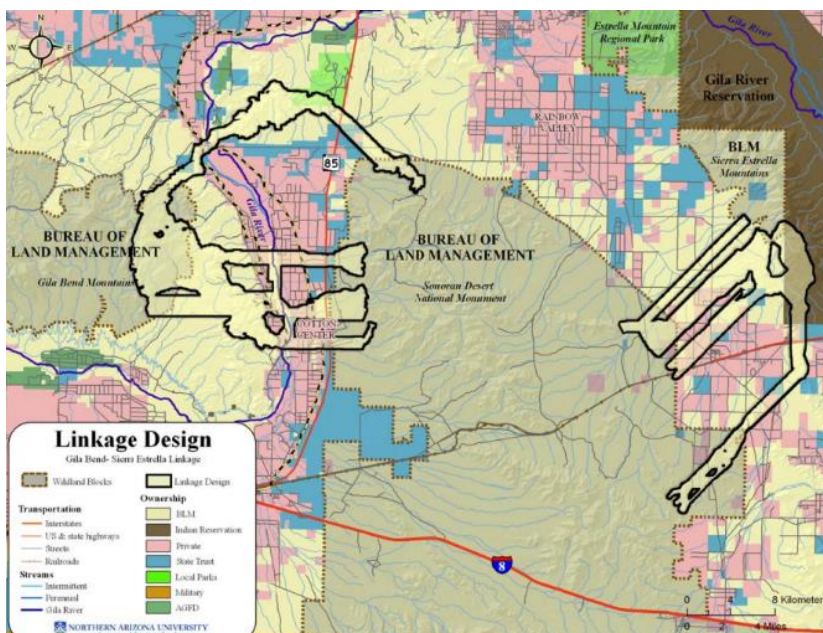 N
W
E
S
Estrella Mountain
Regional Park
Gila River
Gila River
Reservation
RAINBOW
VALLEY
BLM
Sierra Estrella
Mountains
85
Gila River
BUREAU OF
LAND MANAGEMENT
Gila Bend Mountains
BUREAU OF
LAND MANAGEMENT
Sonoran Desert
National Monument
COTTON
CENTER
8
Linkage Design
Gila Bend- Sierra Estrella Linkage
Wildland Blocks
Linkage Design
Transportation
Interstates
US & state highways
Streets
Railroads
Streams
Intermittent
Perennial
Gila River
Ownership
BLM
Indian Reservation
Private
State Trust
Local Parks
Military
AGFD
NORTHERN ARIZONA UNIVERSITY
0 4 8 Kilometer
0 2 4 Miles